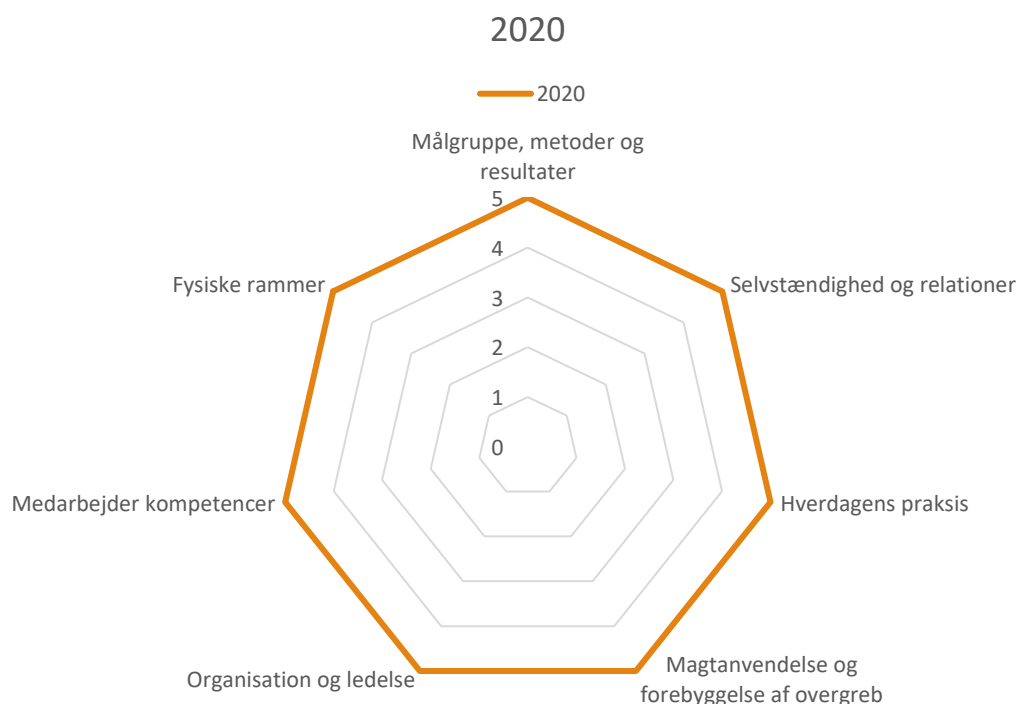 2020
2020
Målgruppe, metoder og
resultater
5
4
3
2
1
0
Selvstændighed og relationer
Hverdagens praksis
Magtanvendelse og
forebyggelse af overgreb
Organisation og ledelse
Medarbejder kompetencer
Fysiske rammer